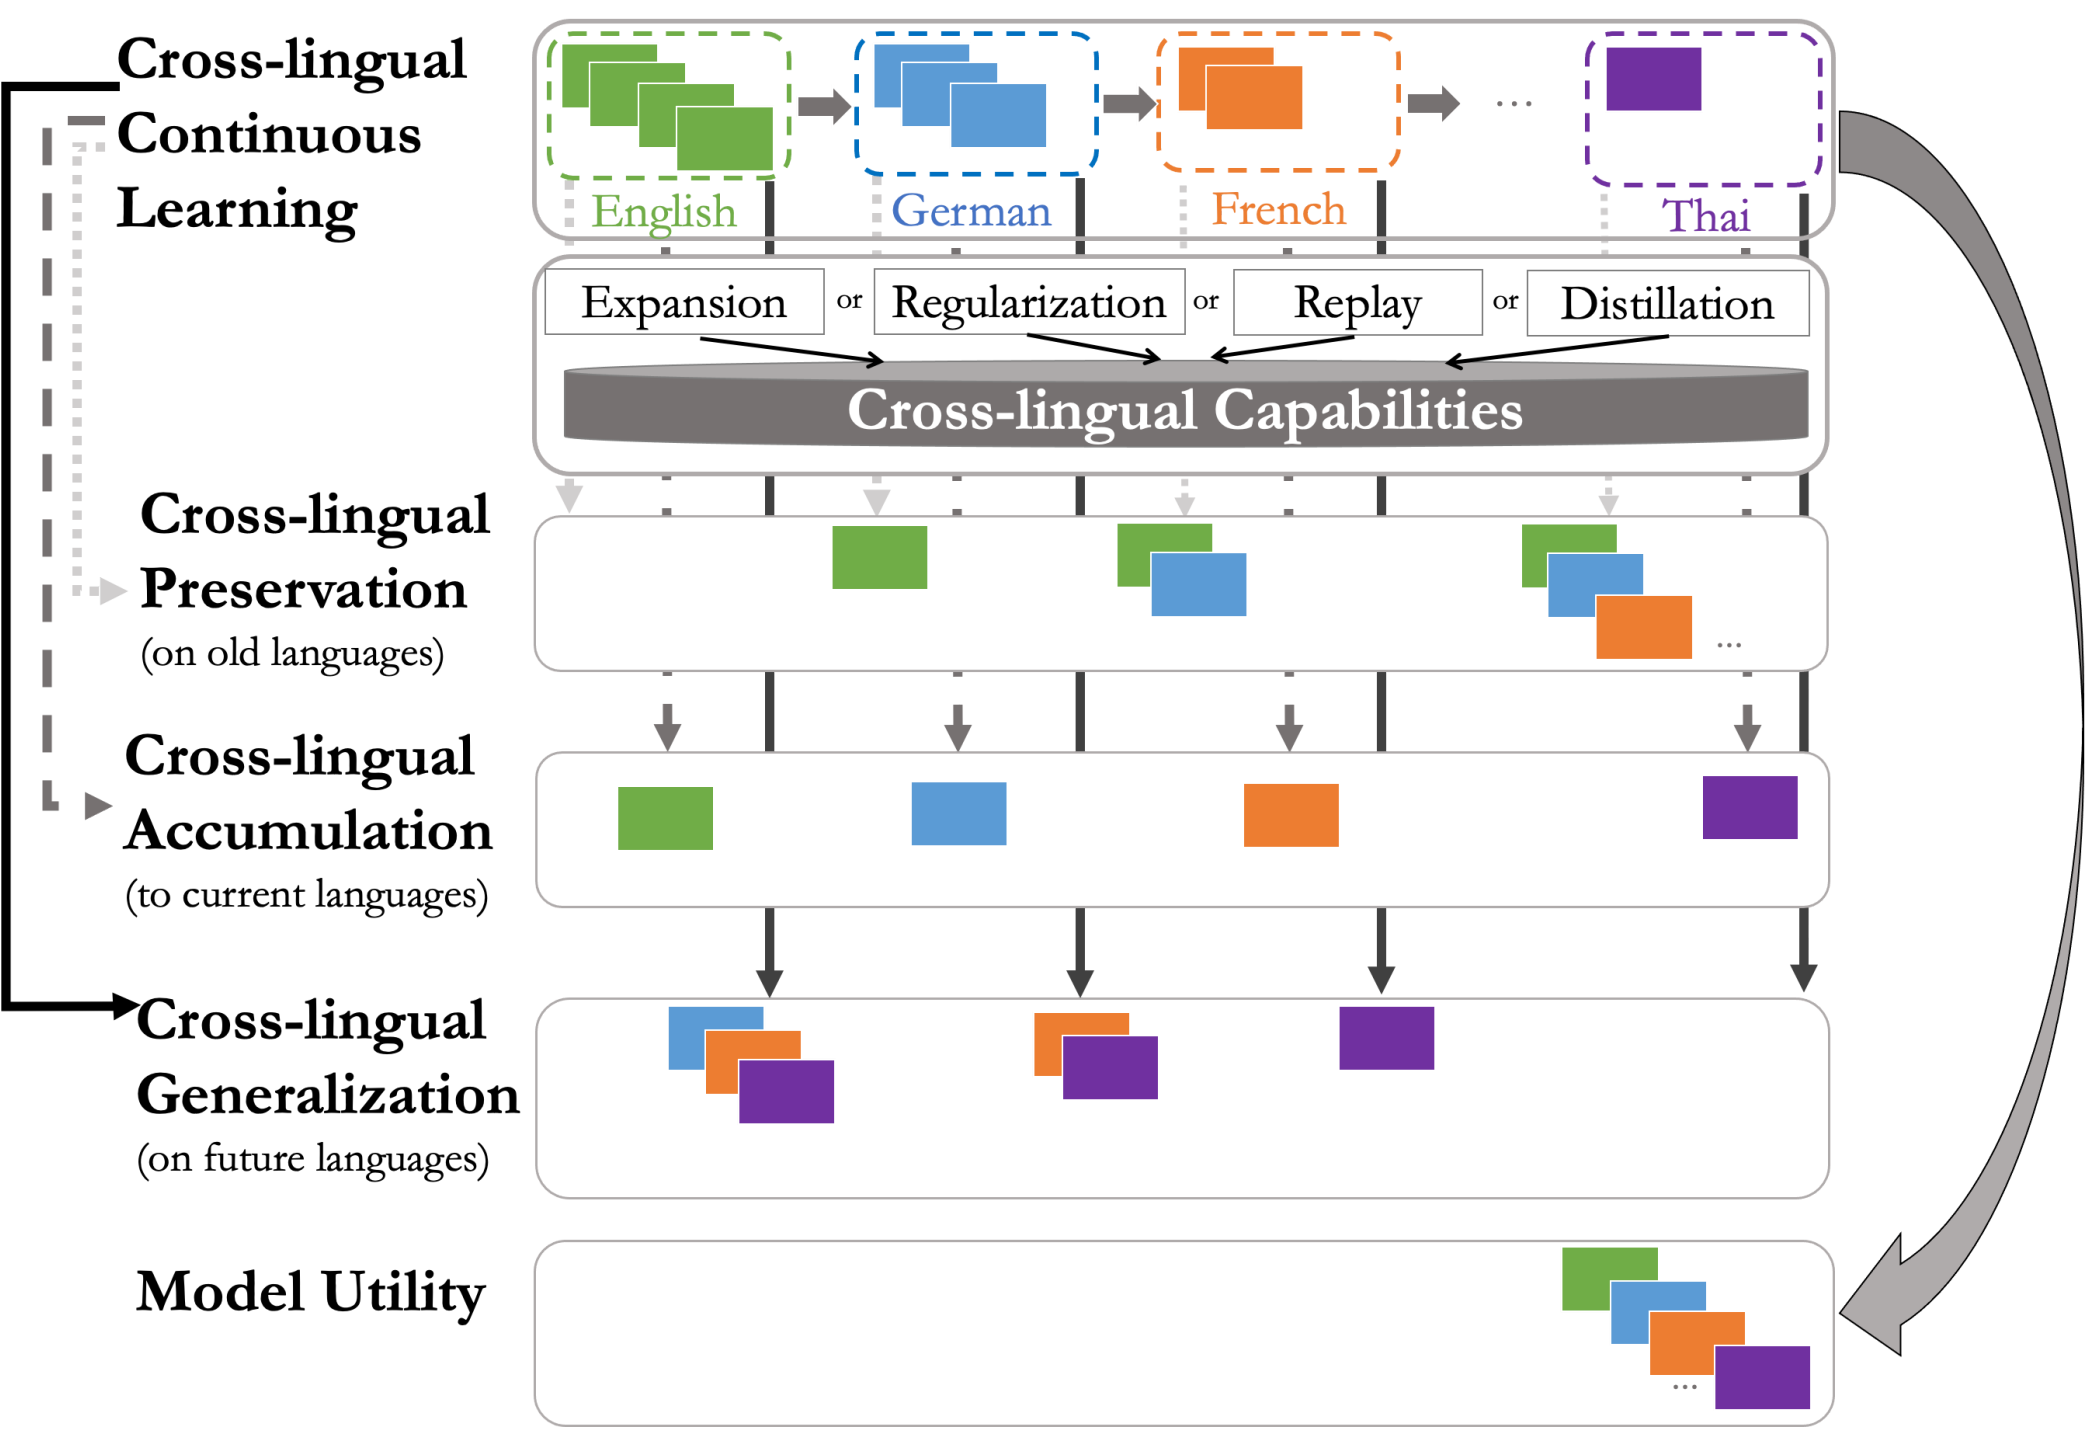 Cross-lingual
Continuous
Learning
English
German
French
...
Thai
Expansion or Regularization or Replay or Distillation
Cross-lingual Capabilities
Cross-lingual
Preservation
(on old languages)
...
Cross-lingual
Accumulation
(to current languages)
Cross-lingual
Generalization
(on future languages)
Model Utility
...